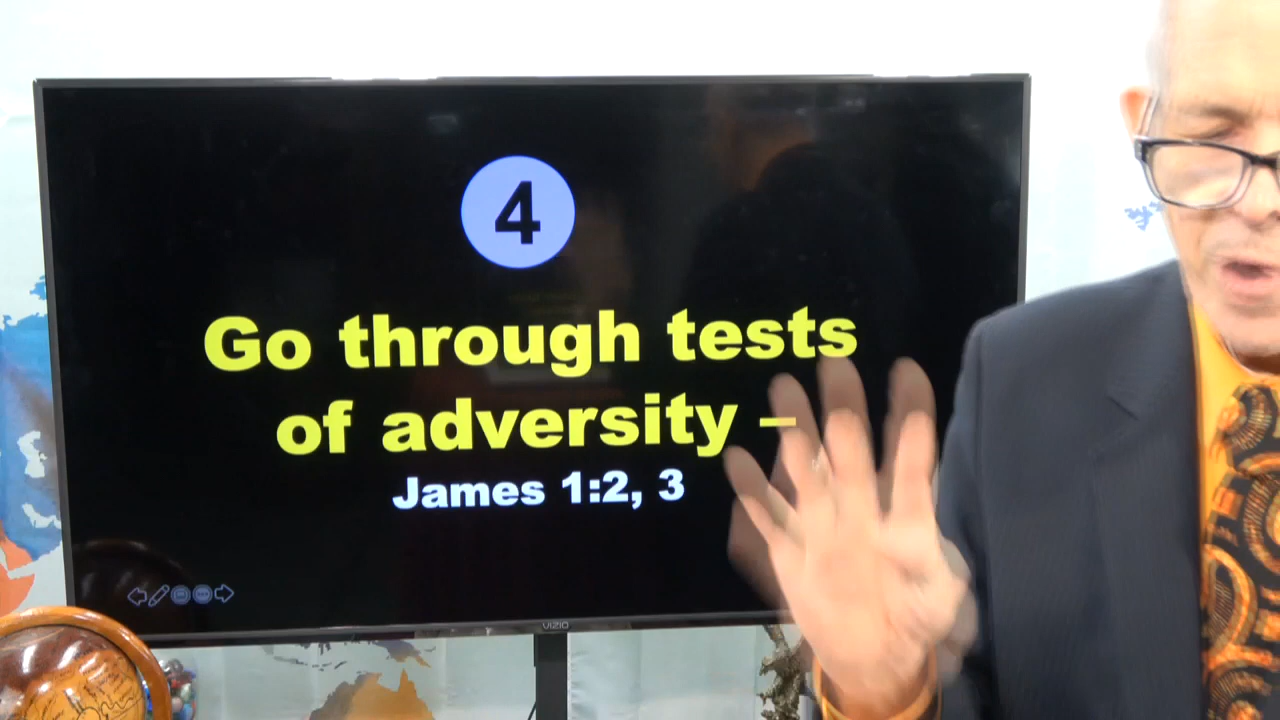 4
Go through tests
of adversity –
James 1:2, 3
VIZIO